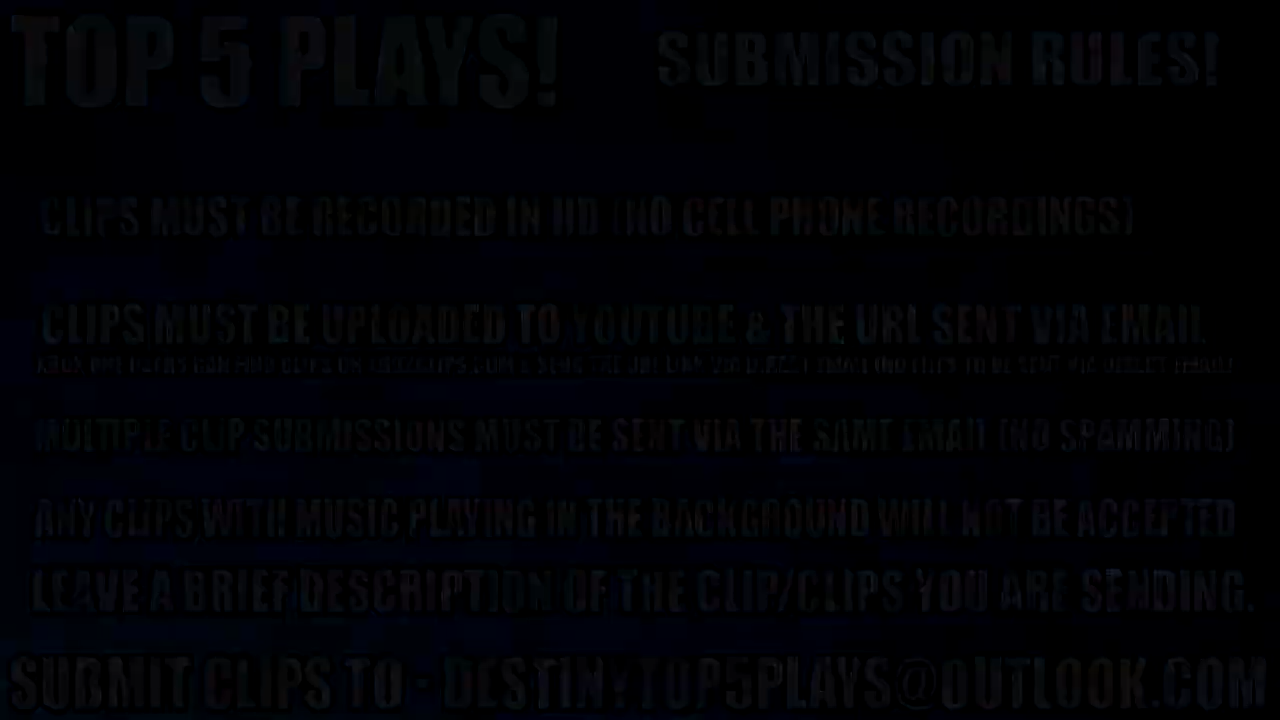 TOP 5 PLAYS! SUBMISSION RULES!
CLIPS MUST BE RECORDED IN HD (NO CELL PHONE RECORDINGS)
CLIPS MUST BE UPLOADED TO YOUTUBE & THE URL SENT VIA EMAIL
MULTIPLE CLIP SUBMISSIONS MUST BE SENT VIA THE SAME EMAIL (NO SPAMMING)
ANY CLIPS WITH MUSIC PLAYING IN THE BACKGROUND WILL NOT BE ACCEPTED
LEAVE A BRIEF DESCRIPTION OF THE CLIP/CLIPS YOU ARE SENDING.
SUBMIT CLIPS TO - DESTINYTOP5PLAYS@OUTLOOK.COM